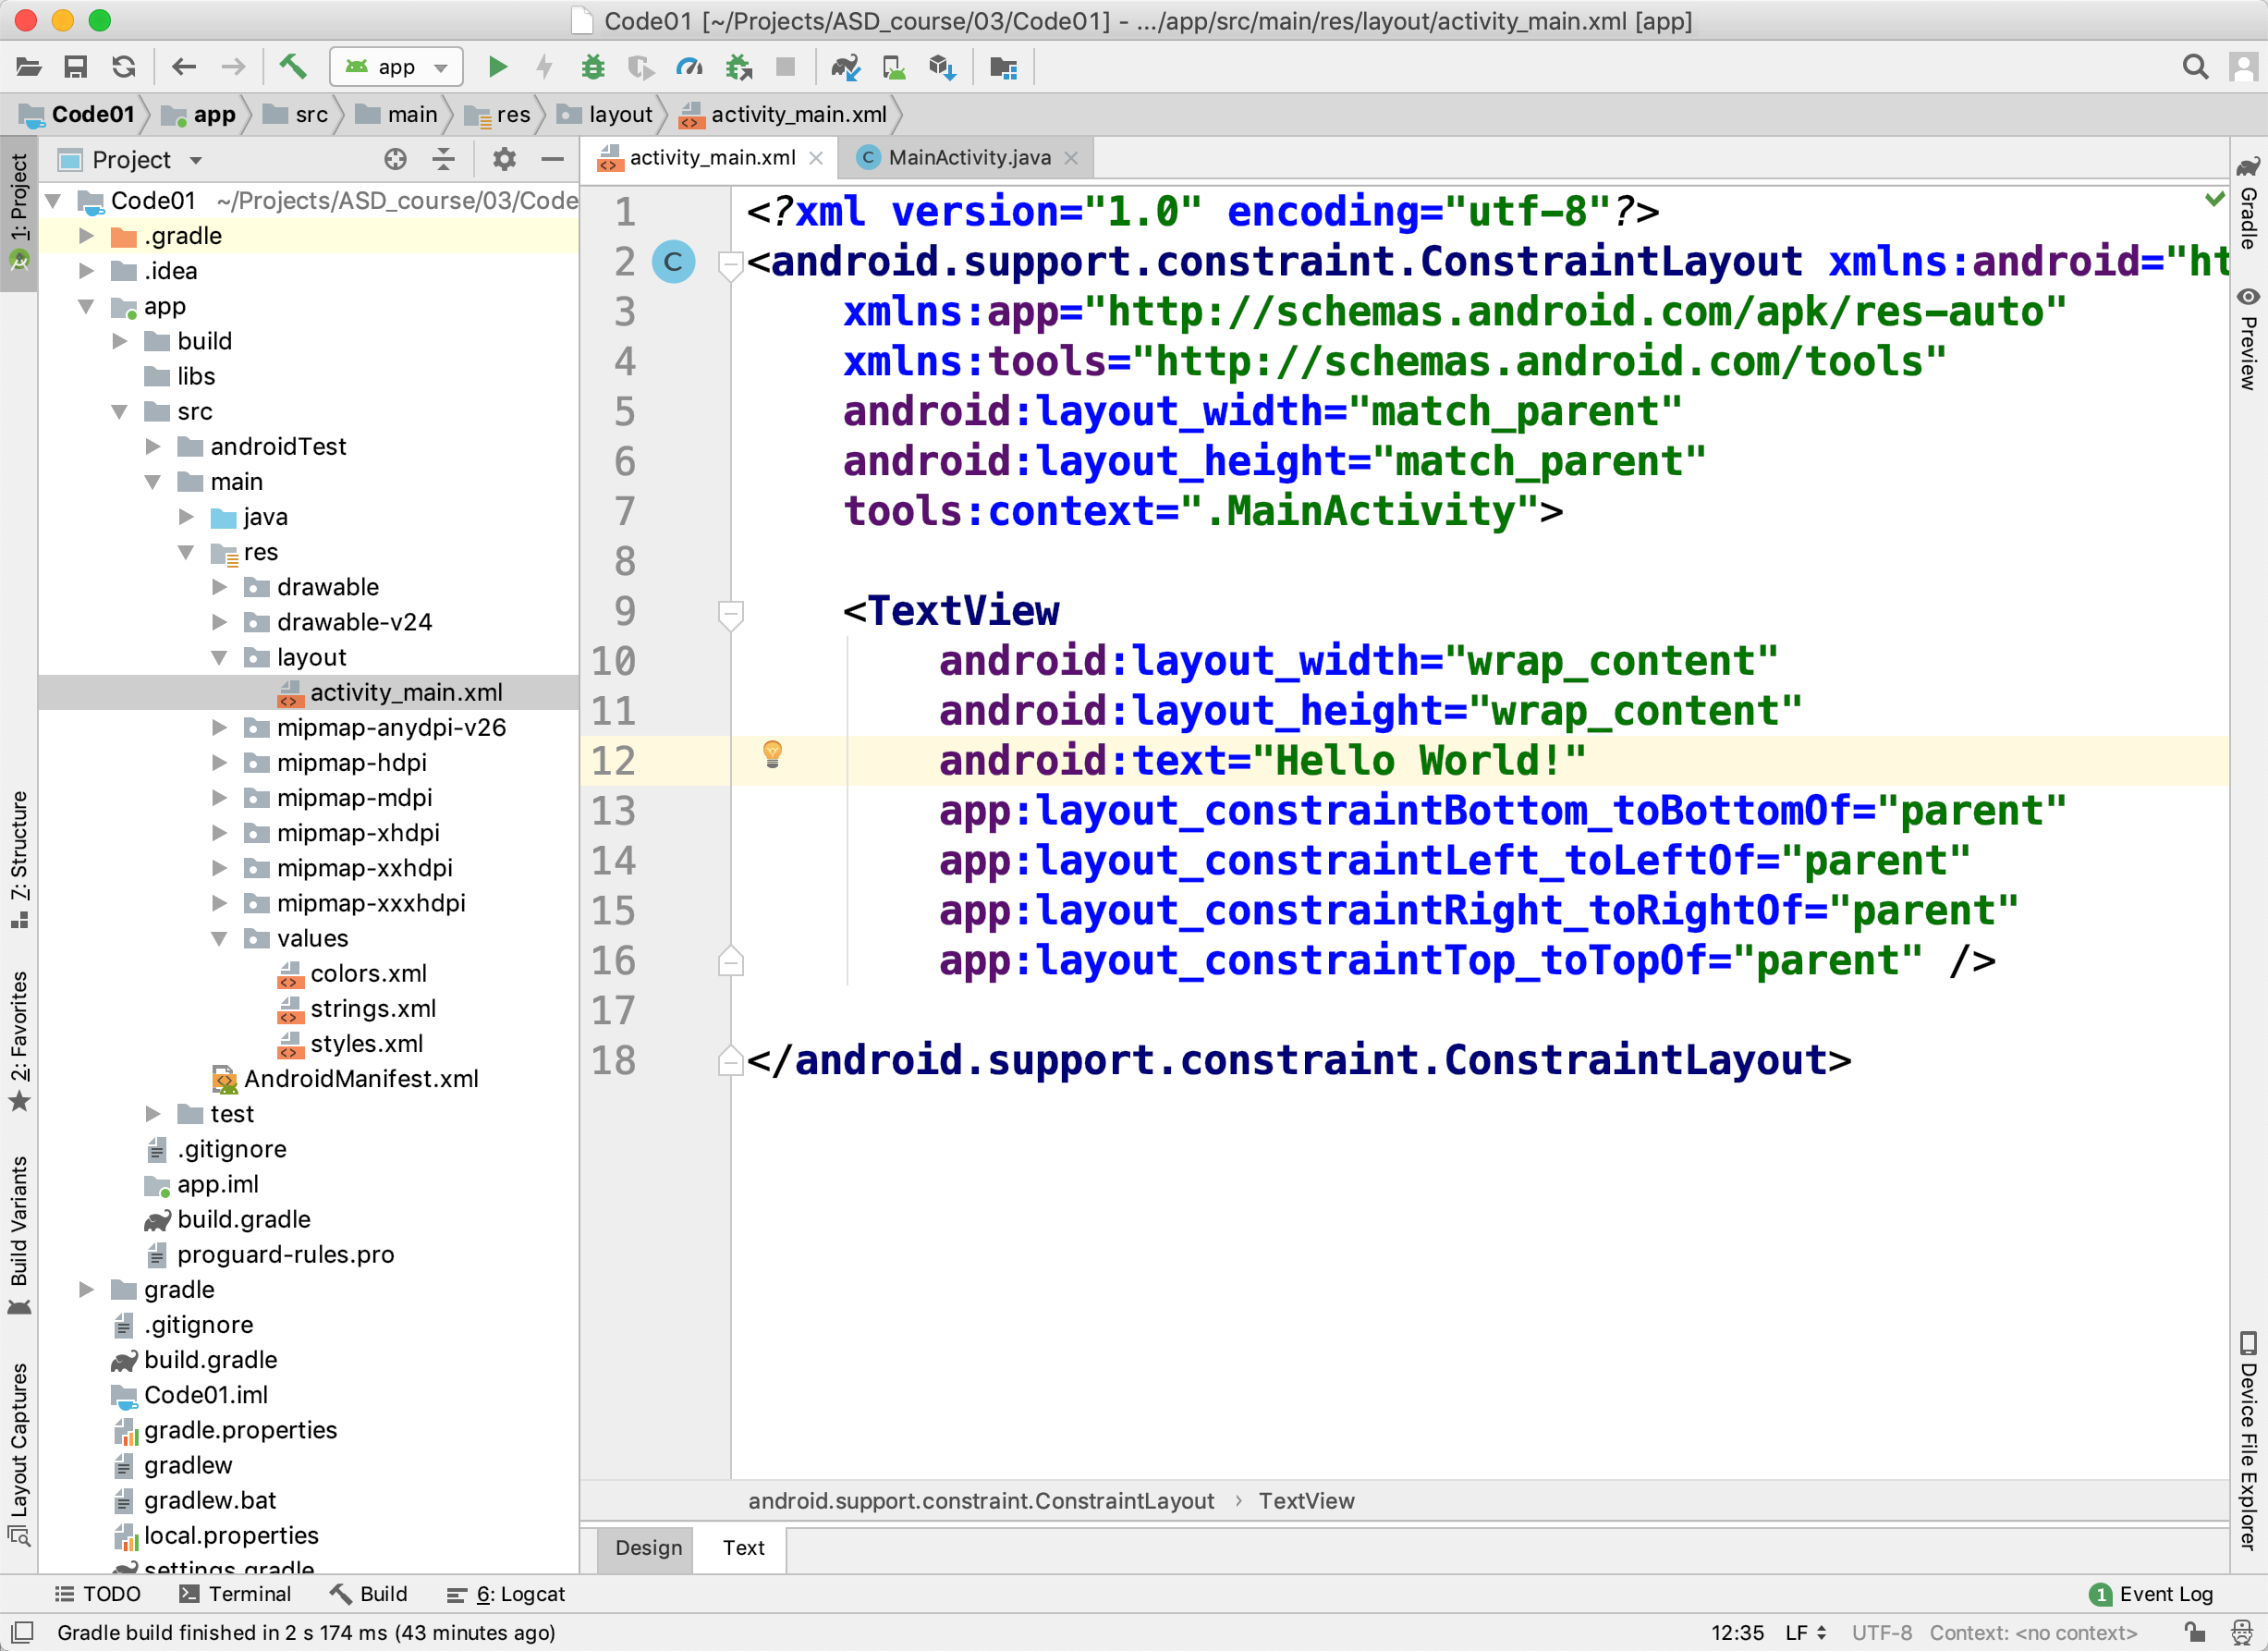 Code01 [~/Projects/ASD_course/03/Code01] - .../app/src/main/res/layout/activity_main.xml [app]
app
Code01 app src main res layout activity_main.xml
1: Project
7: Structure
2: Favorites
Build Variants
Layout Captures
Project
Code01 ~/Projects/ASD_course/03/Code
.gradle
.idea
app
build
libs
src
androidTest
main
java
res
drawable
drawable-v24
layout
activity_main.xml
mipmap-anydpi-v26
mipmap-hdpi
mipmap-mdpi
mipmap-xhdpi
mipmap-xxhdpi
mipmap-xxxhdpi
values
colors.xml
strings.xml
styles.xml
AndroidManifest.xml
test
.gitignore
app.iml
build.gradle
proguard-rules.pro
gradle
.gitignore
build.gradle
Code01.iml
gradle.properties
gradlew
gradlew.bat
local.properties
settings.gradle
activity_main.xml MainActivity.java
1 <?xml version="1.0" encoding="utf-8"?>
2 C <android.support.constraint.ConstraintLayout xmlns:android="ht
3 xmlns:app="http://schemas.android.com/apk/res-auto"
4 xmlns:tools="http://schemas.android.com/tools"
5 android:layout_width="match_parent"
6 android:layout_height="match_parent"
7 tools:context=".MainActivity">
8
9 <TextView
10 android:layout_width="wrap_content"
11 android:layout_height="wrap_content"
12 android:text="Hello World!"
13 app:layout_constraintBottom_toBottomOf="parent"
14 app:layout_constraintLeft_toLeftOf="parent"
15 app:layout_constraintRight_toRightOf="parent"
16 app:layout_constraintTop_toTopOf="parent" />
17
18 </android.support.constraint.ConstraintLayout>
android.support.constraint.ConstraintLayout › TextView
Design Text
Gradle
Preview
Device File Explorer
TODO Terminal Build 6: Logcat 1 Event Log
Gradle build finished in 2 s 174 ms (43 minutes ago) 12:35 LF UTF-8 Context: <no context>